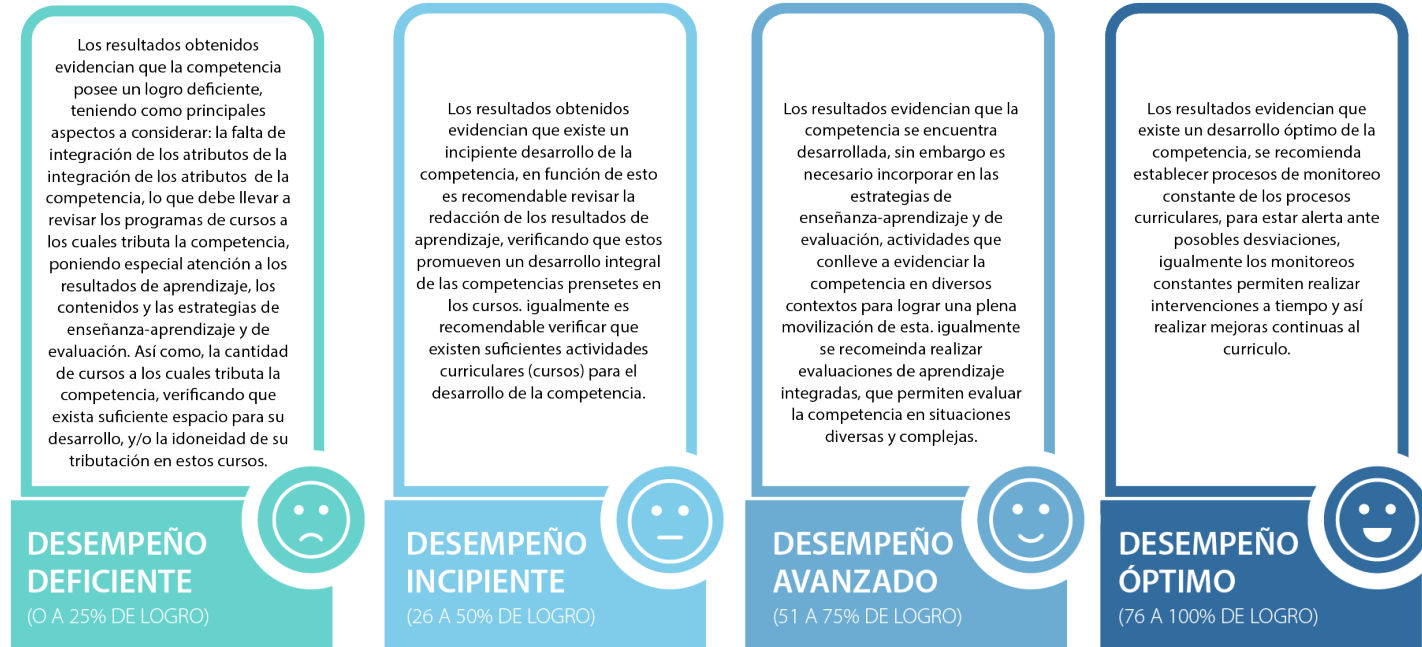 Los resultados obtenidos
evidencian que la competencia
posee un logro deficiente,
teniendo como principales
aspectos a considerar: la falta de
integración de los atributos de la
integración de los atributos  de la
competencia, lo que debe llevar a
revisar los programas de cursos a
los cuales tributa la competencia,
poniendo especial atención a los
resultados de aprendizaje, los
contenidos y las estrategias de
enseñanza-aprendizaje y de
evaluación. Así como, la cantidad
de cursos a los cuales tributa la
competencia, verificando que
exista suficiente espacio para su
desarrollo, y/o la idoneidad de su
tributación en estos cursos.
DESEMPEÑO
DEFICIENTE
(O A 25% DE LOGRO)
Los resultados obtenidos
evidencian que existe un
incipiente desarrollo de la
competencia, en función de esto
es recomendable revisar la
redacción de los resultados de
aprendizaje, verificando que estos
promueven un desarrollo integral
de las competencias prensetes en
los cursos. igualmente es
recomendable verificar que
existen suficientes actividades
curriculares (cursos) para el
desarrollo de la competencia.
DESEMPEÑO
INCIPIENTE
(26 A 50% DE LOGRO)
Los resultados evidencian que la
competencia se encuentra
desarrollada, sin embargo es
necesario incorporar en las
estrategias de
enseñanza-aprendizaje y de
evaluación, actividades que
conlleve a evidenciar la
competencia en diversos
contextos para lograr una plena
movilización de esta. igualmente
se recomeinda realizar
evaluaciones de aprendizaje
integradas, que permiten evaluar
la competencia en situaciones
diversas y complejas.
DESEMPEÑO
AVANZADO
(51 A 75% DE LOGRO)
Los resultados evidencian que
existe un desarrollo óptimo de la
competencia, se recomienda
establecer procesos de monitoreo
constante de los procesos
curriculares, para estar alerta ante
posobles desviaciones,
igualmente los monitoreos
constantes permiten realizar
intervenciones a tiempo y así
realizar mejoras continuas al
curriculo.
DESEMPEÑO
ÓPTIMO
(76 A 100% DE LOGRO)